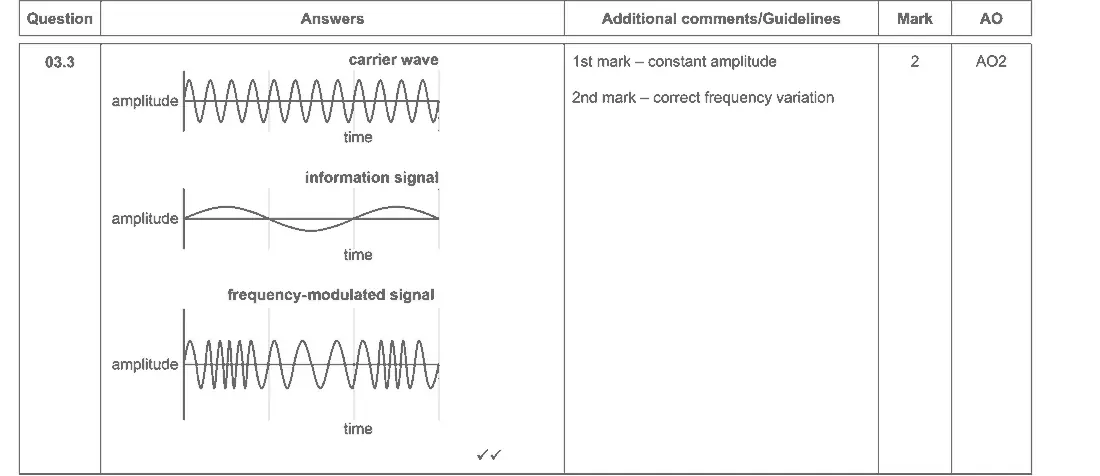 Question Answers Additional comments/Guidelines Mark AO
03.3 carrier wave 1st mark – constant amplitude 2 AO2
amplitude 2nd mark – correct frequency variation
time
information signal
amplitude
time
frequency-modulated signal
amplitude
time
✓✓